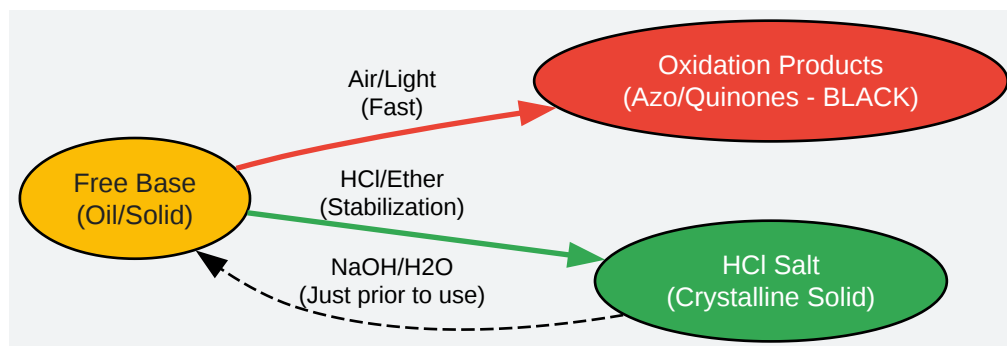 Oxidation Products
(Azo/Quinones - BLACK)
Air/Light
(Fast)
Free Base
(Oil/Solid)
HCl/Ether
(Stabilization)
NaOH/H2O
(Just prior to use)
HCl Salt
(Crystalline Solid)